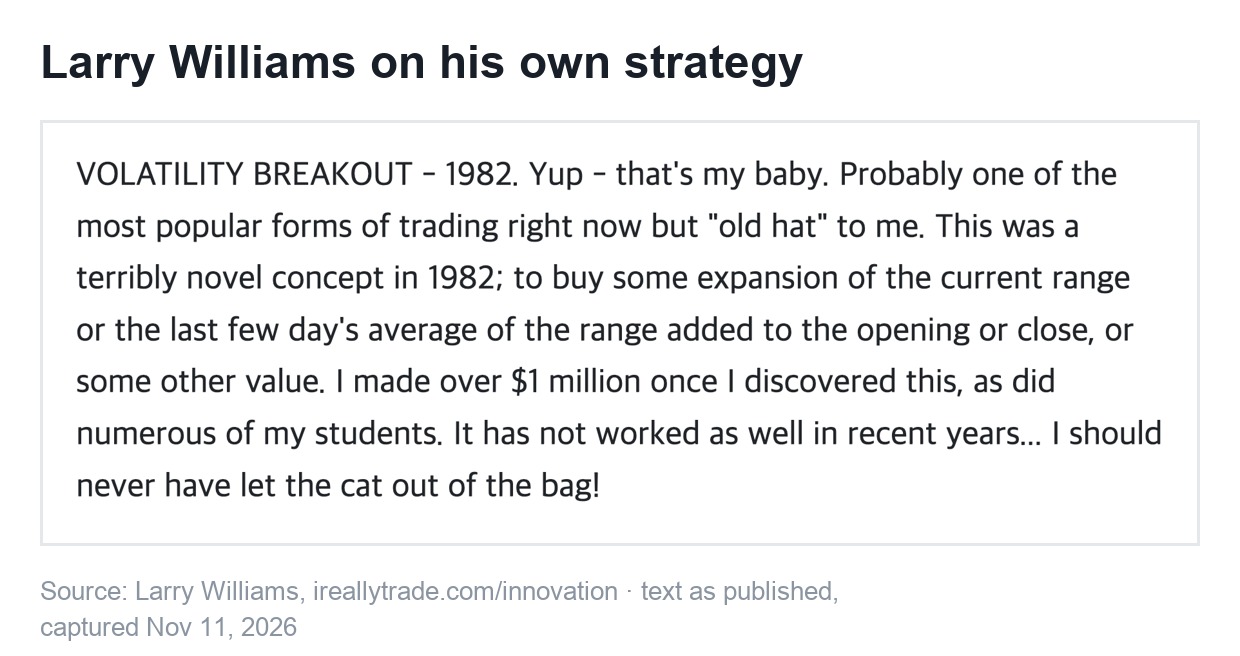 Larry Williams on his own strategy
VOLATILITY BREAKOUT – 1982. Yup – that's my baby. Probably one of the
most popular forms of trading right now but "old hat" to me. This was a
terribly novel concept in 1982; to buy some expansion of the current range
or the last few day's average of the range added to the opening or close, or
some other value. I made over $1 million once I discovered this, as did
numerous of my students. It has not worked as well in recent years... I should
never have let the cat out of the bag!
Source: Larry Williams, ireallytrade.com/innovation · text as published,
captured Nov 11, 2026